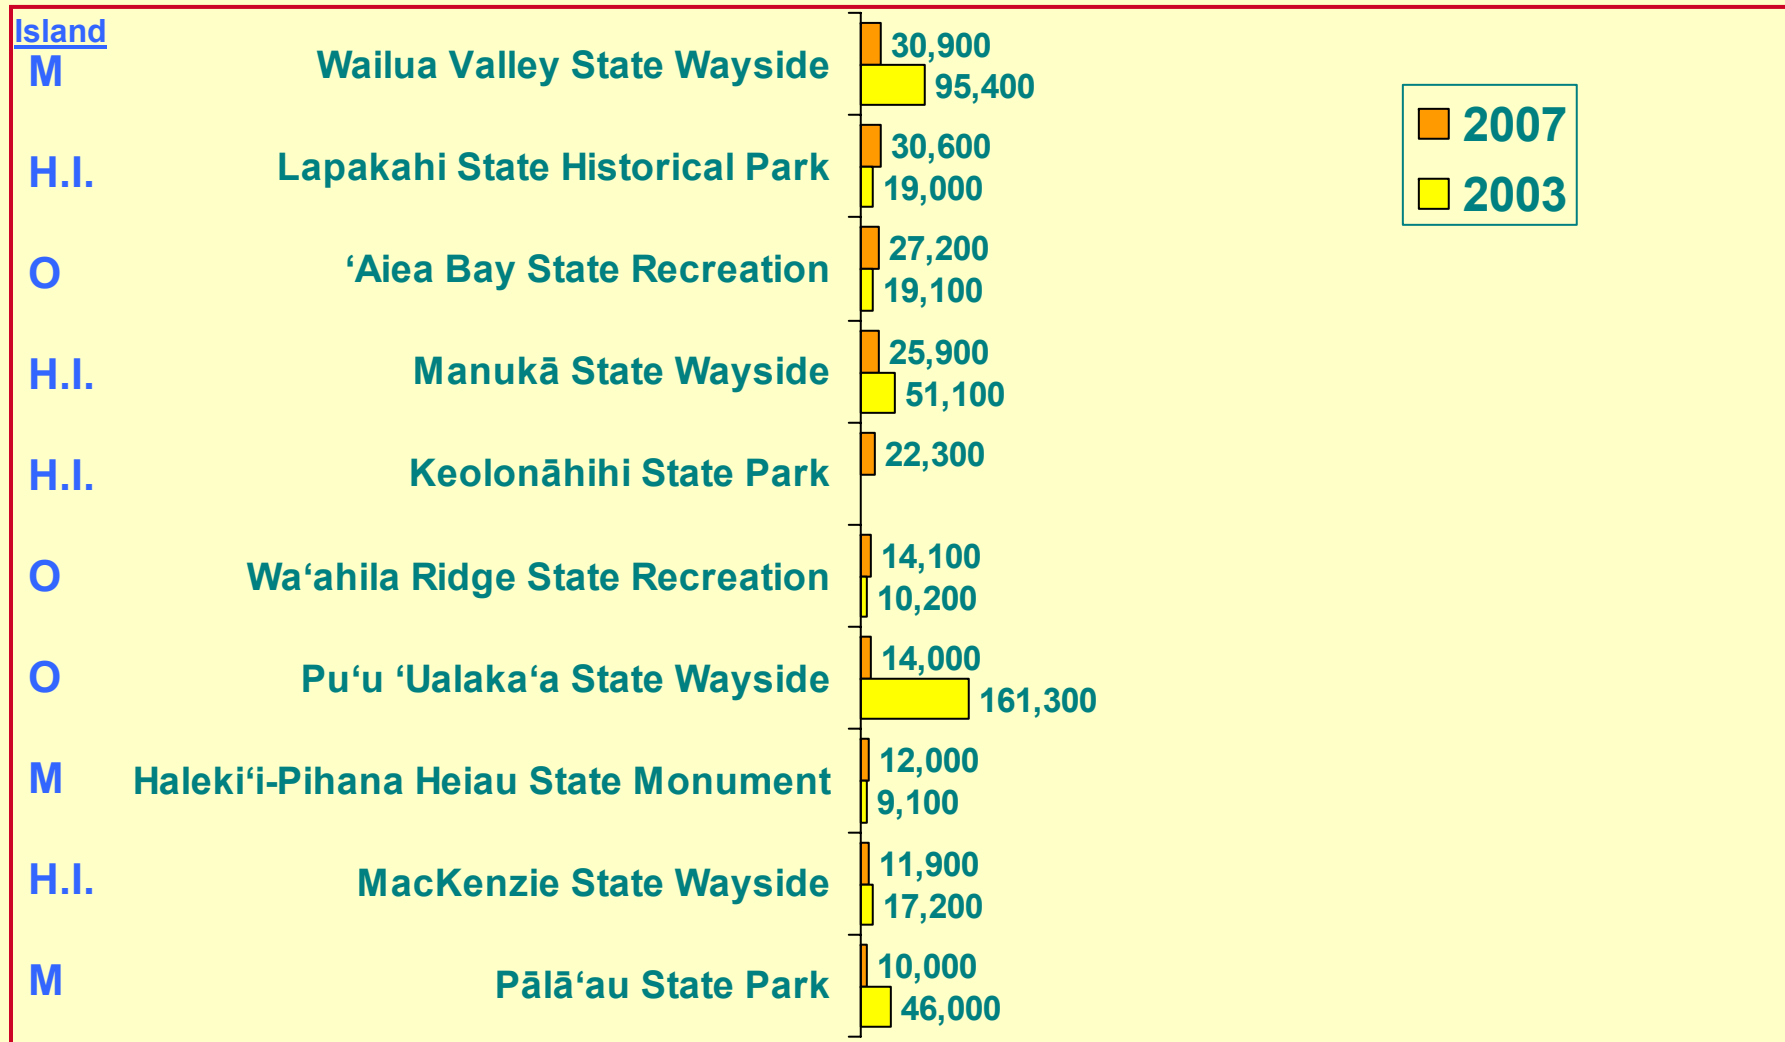 Island
M Wailua Valley State Wayside 30,900
95,400
2007
2003
H.I. Lapakahi State Historical Park 30,600
19,000
O ‘Aiea Bay State Recreation 27,200
19,100
H.I. Manukā State Wayside 25,900
51,100
H.I. Keolonāhihi State Park 22,300
O Wa‘ahila Ridge State Recreation 14,100
10,200
O Pu‘u ‘Ualaka‘a State Wayside 14,000
161,300
M Haleki‘i-Pihana Heiau State Monument 12,000
9,100
H.I. MacKenzie State Wayside 11,900
17,200
M Pālā‘au State Park 10,000
46,000